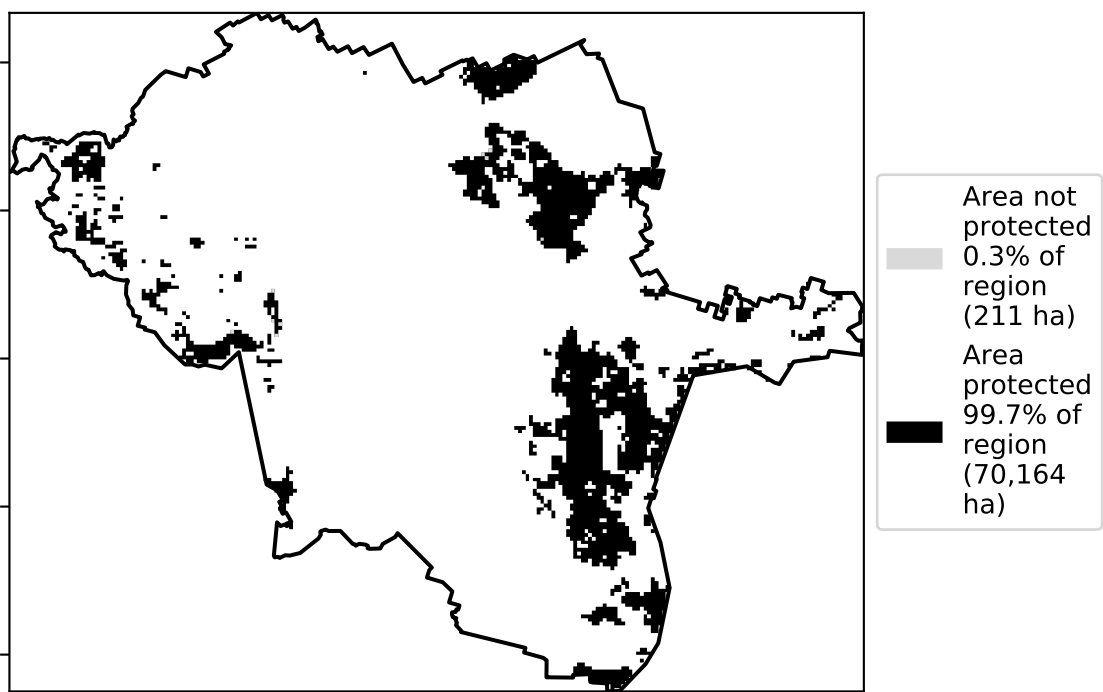 Area not
protected
0.3% of
region
(211 ha)
Area
protected
99.7% of
region
(70,164
ha)